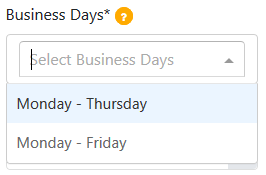 Business Days* ?
Select Business Days
Monday - Thursday
Monday - Friday